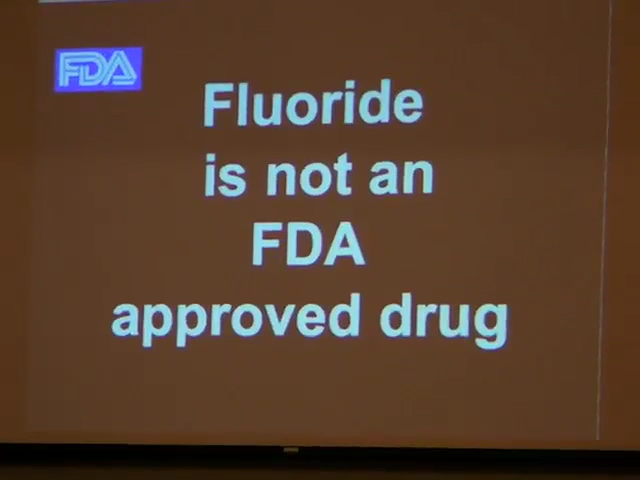 FDA
Fluoride
is not an
FDA
approved drug